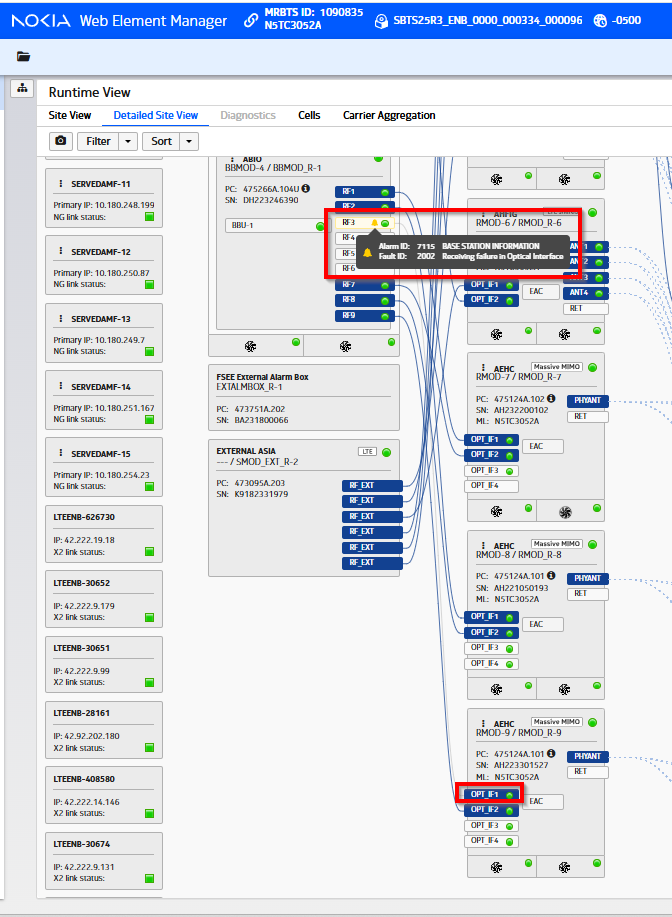 NOKIA Web Element Manager
MRBTS ID: 1090835
N5TC3052A
SBTS25R3_ENB_0000_000334_000096
-0500
Runtime View
Site View
Detailed Site View
Diagnostics
Cells
Carrier Aggregation
Filter
Sort
SERVEDAMF-11
Primary IP: 10.180.248.199
NG link status:
SERVEDAMF-12
Primary IP: 10.180.250.87
NG link status:
SERVEDAMF-13
Primary IP: 10.180.249.7
NG link status:
SERVEDAMF-14
Primary IP: 10.180.251.167
NG link status:
SERVEDAMF-15
Primary IP: 10.180.254.23
NG link status:
LTEENB-626730
IP: 42.222.19.18
X2 link status:
LTEENB-30652
IP: 42.222.9.179
X2 link status:
LTEENB-30651
IP: 42.222.9.99
X2 link status:
LTEENB-28161
IP: 42.92.202.180
X2 link status:
LTEENB-408580
IP: 42.222.14.146
X2 link status:
LTEENB-30674
IP: 42.222.9.131
X2 link status:
ABIO
BBMOD-4 / BBMOD_R-1
PC: 475266A.104U
SN: DH223246390
BBU-1
RF1
RF2
RF3
RF4
RF5
RF6
RF7
RF8
RF9
Alarm ID: 7115 BASE STATION INFORMATION
Fault ID: 2002 Receiving failure in Optical Interface
FSEE External Alarm Box
EXTALMBOX_R-1
PC: 473751A.202
SN: BA231800066
EXTERNAL ASIA
LTE
--- / SMOD_EXT_R-2
PC: 473095A.203
SN: K9182331979
RF_EXT
RF_EXT
RF_EXT
RF_EXT
RF_EXT
RF_EXT
RMOD-6 / RMOD_R-6
ANT4
RET
OPT_IF1
OPT_IF2
EAC
AEHC
Massive MIMO
RMOD-7 / RMOD_R-7
PC: 475124A.102
SN: AH232200102
ML: N5TC3052A
PHYANT
RET
OPT_IF1
OPT_IF2
OPT_IF3
OPT_IF4
EAC
AEHC
Massive MIMO
RMOD-8 / RMOD_R-8
PC: 475124A.101
SN: AH221050193
ML: N5TC3052A
PHYANT
RET
OPT_IF1
OPT_IF2
OPT_IF3
OPT_IF4
EAC
AEHC
Massive MIMO
RMOD-9 / RMOD_R-9
PC: 475124A.101
SN: AH223301527
ML: N5TC3052A
PHYANT
RET
OPT_IF1
OPT_IF2
OPT_IF3
OPT_IF4
EAC